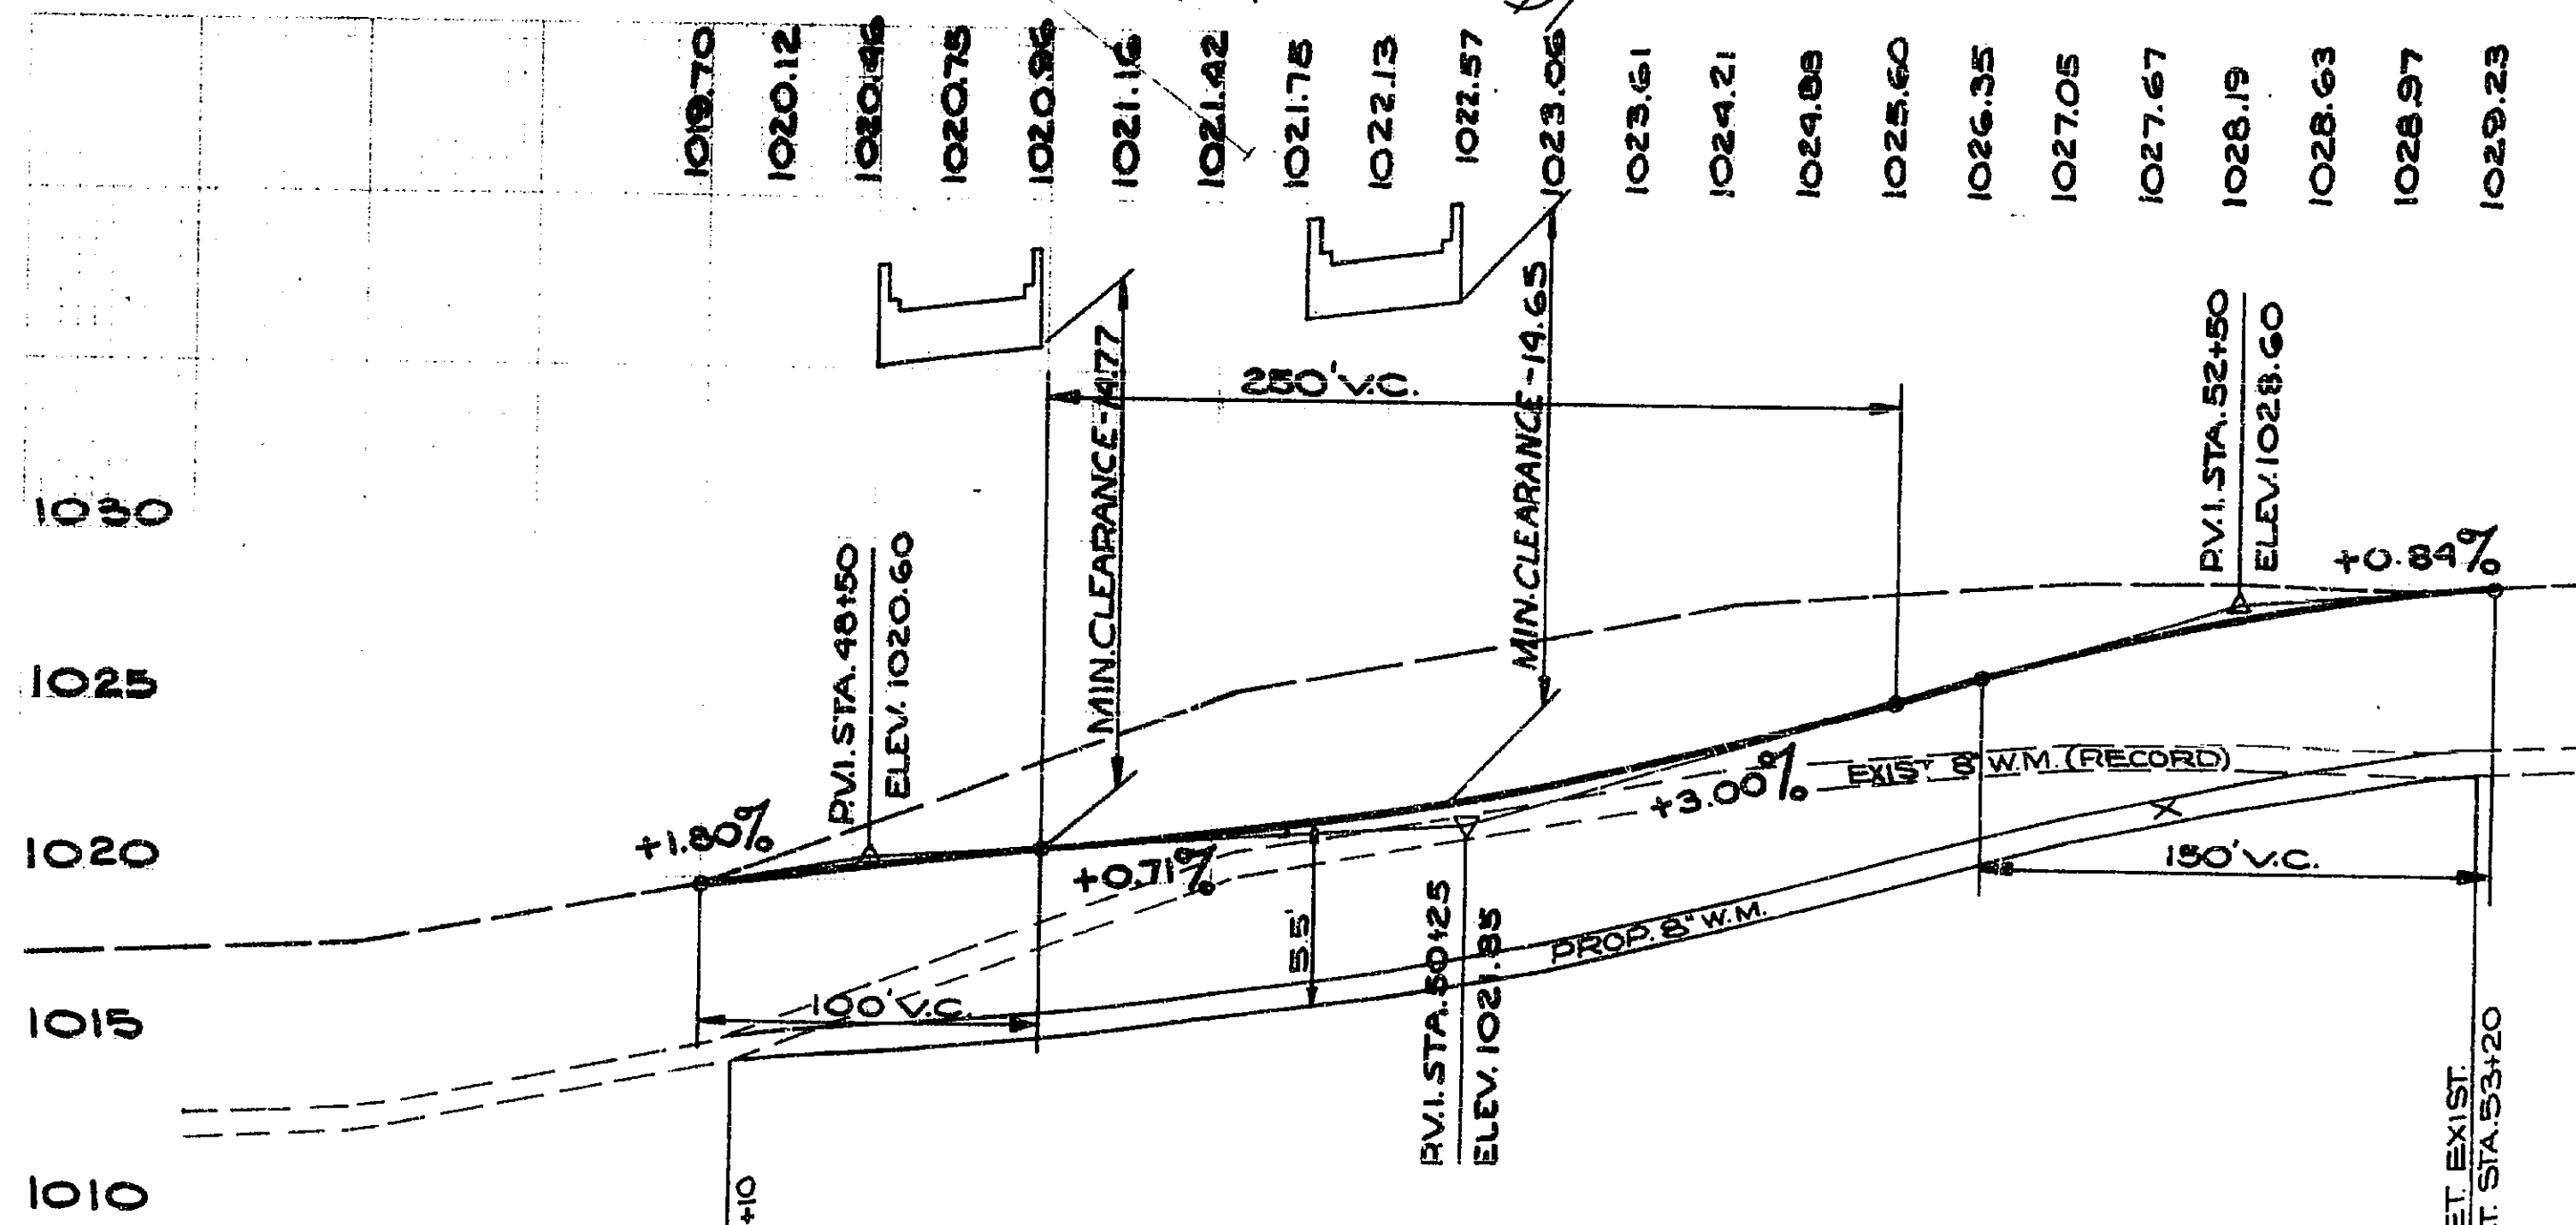 1019.70
1020.12
1020.46
1020.75
1020.96
1021.16
1021.42
1021.75
1022.13
1022.57
1023.06
1023.61
1024.21
1024.88
1025.60
1026.35
1027.05
1027.67
1028.19
1028.63
1028.97
1029.23
MIN.CLEARANCE-14.77
250' V.C.
MIN.CLEARANCE-14.65
P.V.I. STA. 52+50
ELEV. 1028.60
1030
P.V.I. STA. 48+50
ELEV. 1020.60
+0.84%
1025
+1.80%
+3.00%
EXIST 8" W.M. (RECORD)
1020
+0.71%
150' V.C.
5.5'
PROP. 8" W.M.
1015
100' V.C.
P.V.I. STA. 50+25
ELEV. 1021.85
1010
+10
ET. EXIST.
T. STA. 53+20